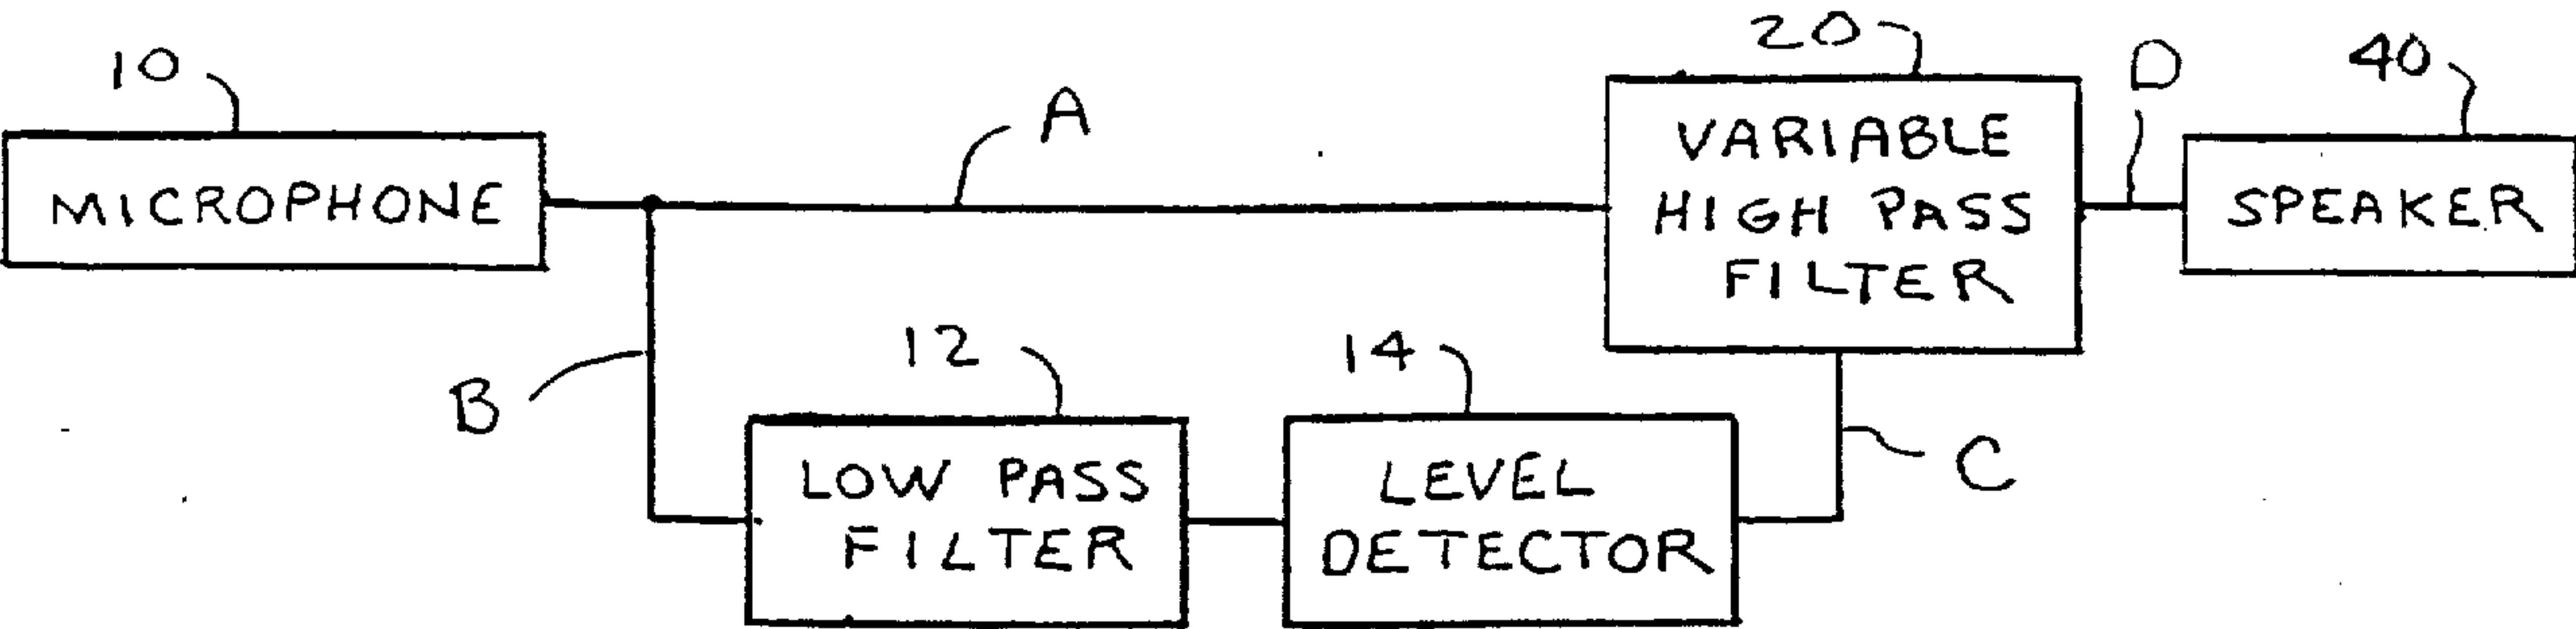 20
D
40
10
A
VARIABLE
HIGH PASS
FILTER
MICROPHONE
SPEAKER
B
12
14
C
LOW PASS
FILTER
LEVEL
DETECTOR